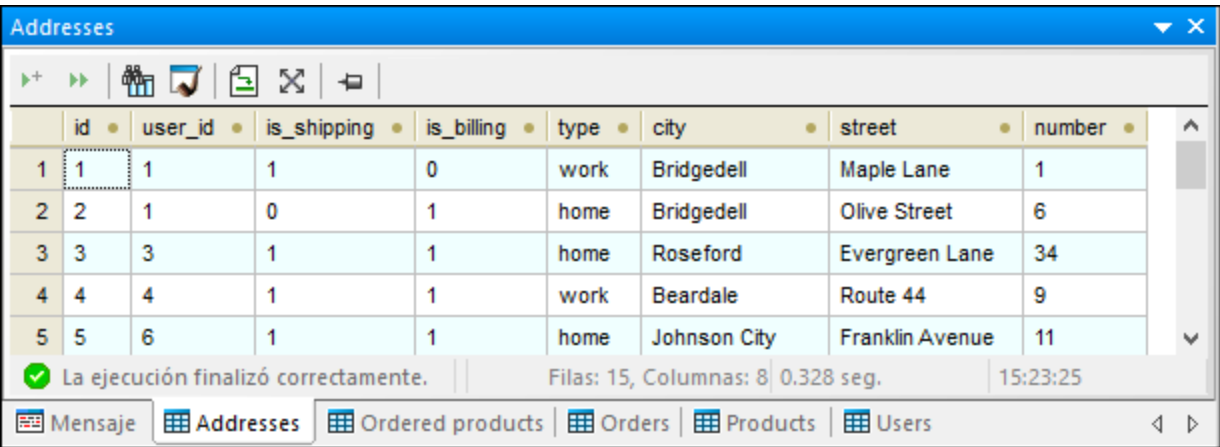 Addresses
id user_id is_shipping is_billing type city street number
1 1 1 1 0 work Bridgedell Maple Lane 1
2 2 1 0 1 home Bridgedell Olive Street 6
3 3 3 1 1 home Roseford Evergreen Lane 34
4 4 4 1 1 work Beardale Route 44 9
5 5 6 1 1 home Johnson City Franklin Avenue 11
La ejecución finalizó correctamente. Filas: 15, Columnas: 8 0.328 seg. 15:23:25
Mensaje Addresses Ordered products Orders Products Users